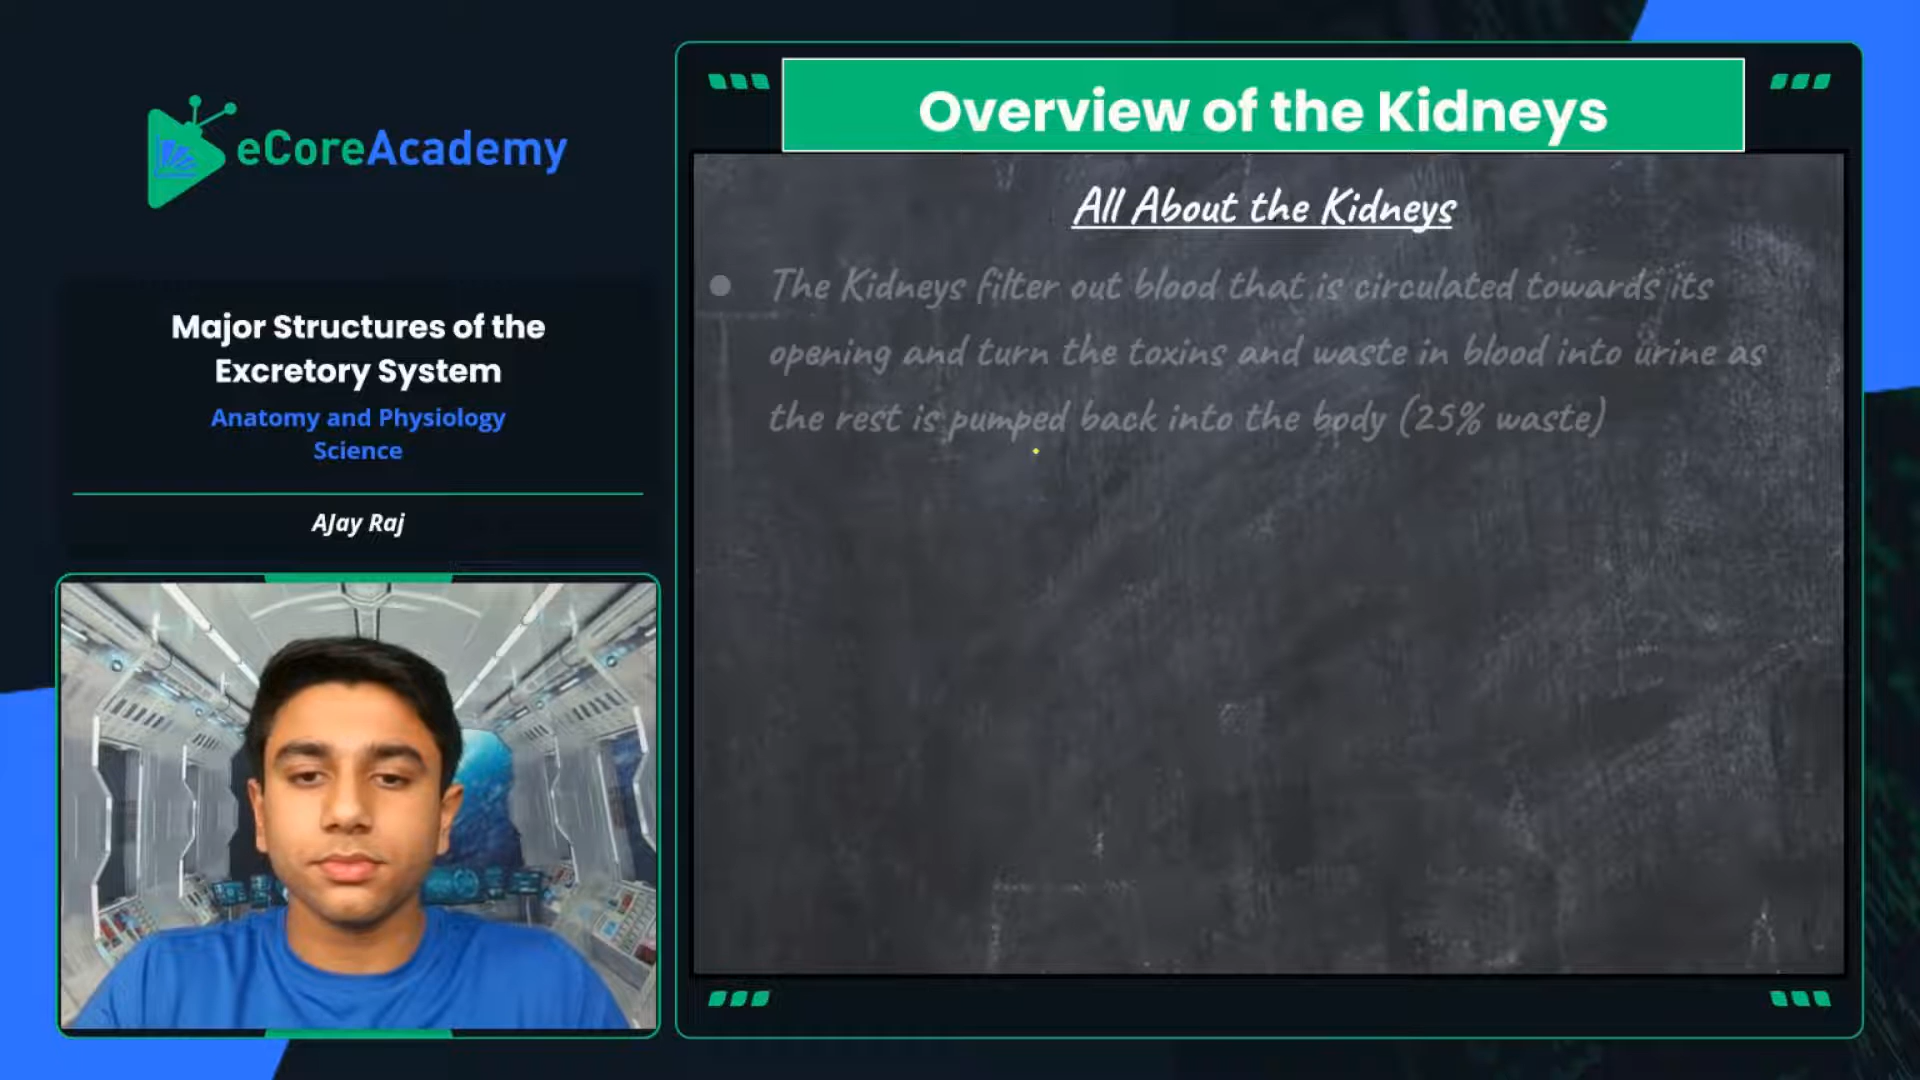 eCoreAcademy
Major Structures of the
Excretory System
Anatomy and Physiology
Science
AJay Raj
Overview of the Kidneys
All About the Kidneys
The Kidneys filter out blood that is circulated towards its
opening and turn the toxins and waste in blood into urine as
the rest is pumped back into the body (25% waste)